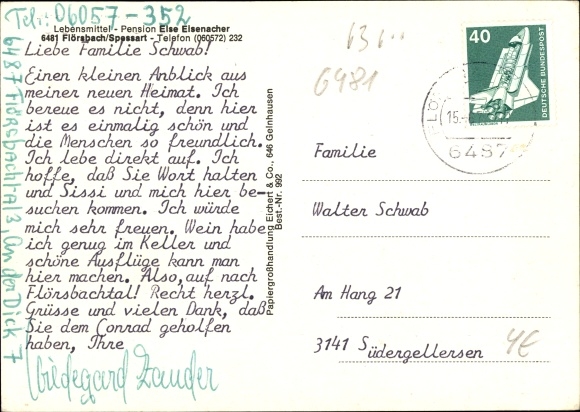 Tel.: 06057-352
Lebensmittel - Pension Else Eisenacher
6481 Flörsbach/Spessart - Telefon (060572) 232
Liebe Familie Schwab!
Einen kleinen Anblick aus
meiner neuen Heimat. Ich
bereue es nicht, denn hier
ist es einmalig schön und
die Menschen so freundlich.
Ich lebe direkt auf. Ich
hoffe, daß Sie Wort halten
und Sissi und mich hier be-
suchen kommen. Ich würde
mich sehr freuen. Wein habe
ich genug im Keller und
schöne Ausflüge kann man
hier machen. Also, auf nach
Flörsbachtal! Recht herzl.
Grüsse und vielen Dank, daß
Sie dem Conrad geholfen
haben, Ihre
Hildegard Zander
6487 Flörsbachtal 3, An der Dick 7
Papiergroßhandlung Eichert & Co., 646 Gelnhausen
Best.-Nr. 992
6481
40
DEUTSCHE BUNDESPOST
FLÖ
15.-
6487
Familie
Walter Schwab
Am Hang 21
3141 Südergellersen
4E